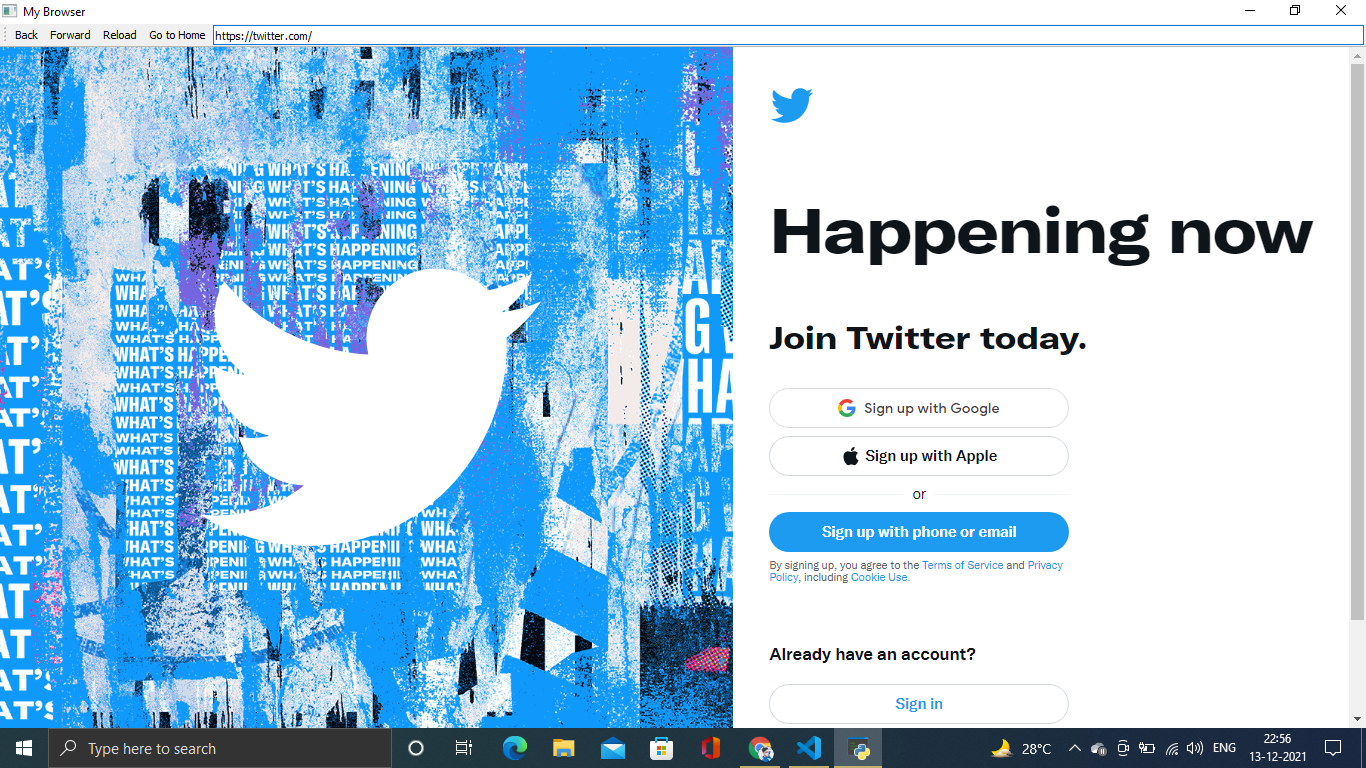 My Browser
Back Forward Reload Go to Home https://twitter.com/
WHAT'S HAPPENING
Happening now
Join Twitter today.
Sign up with Google
Sign up with Apple
or
Sign up with phone or email
By signing up, you agree to the Terms of Service and Privacy
Policy, including Cookie Use.
Already have an account?
Sign in
Type here to search
28°C
ENG
22:56
13-12-2021